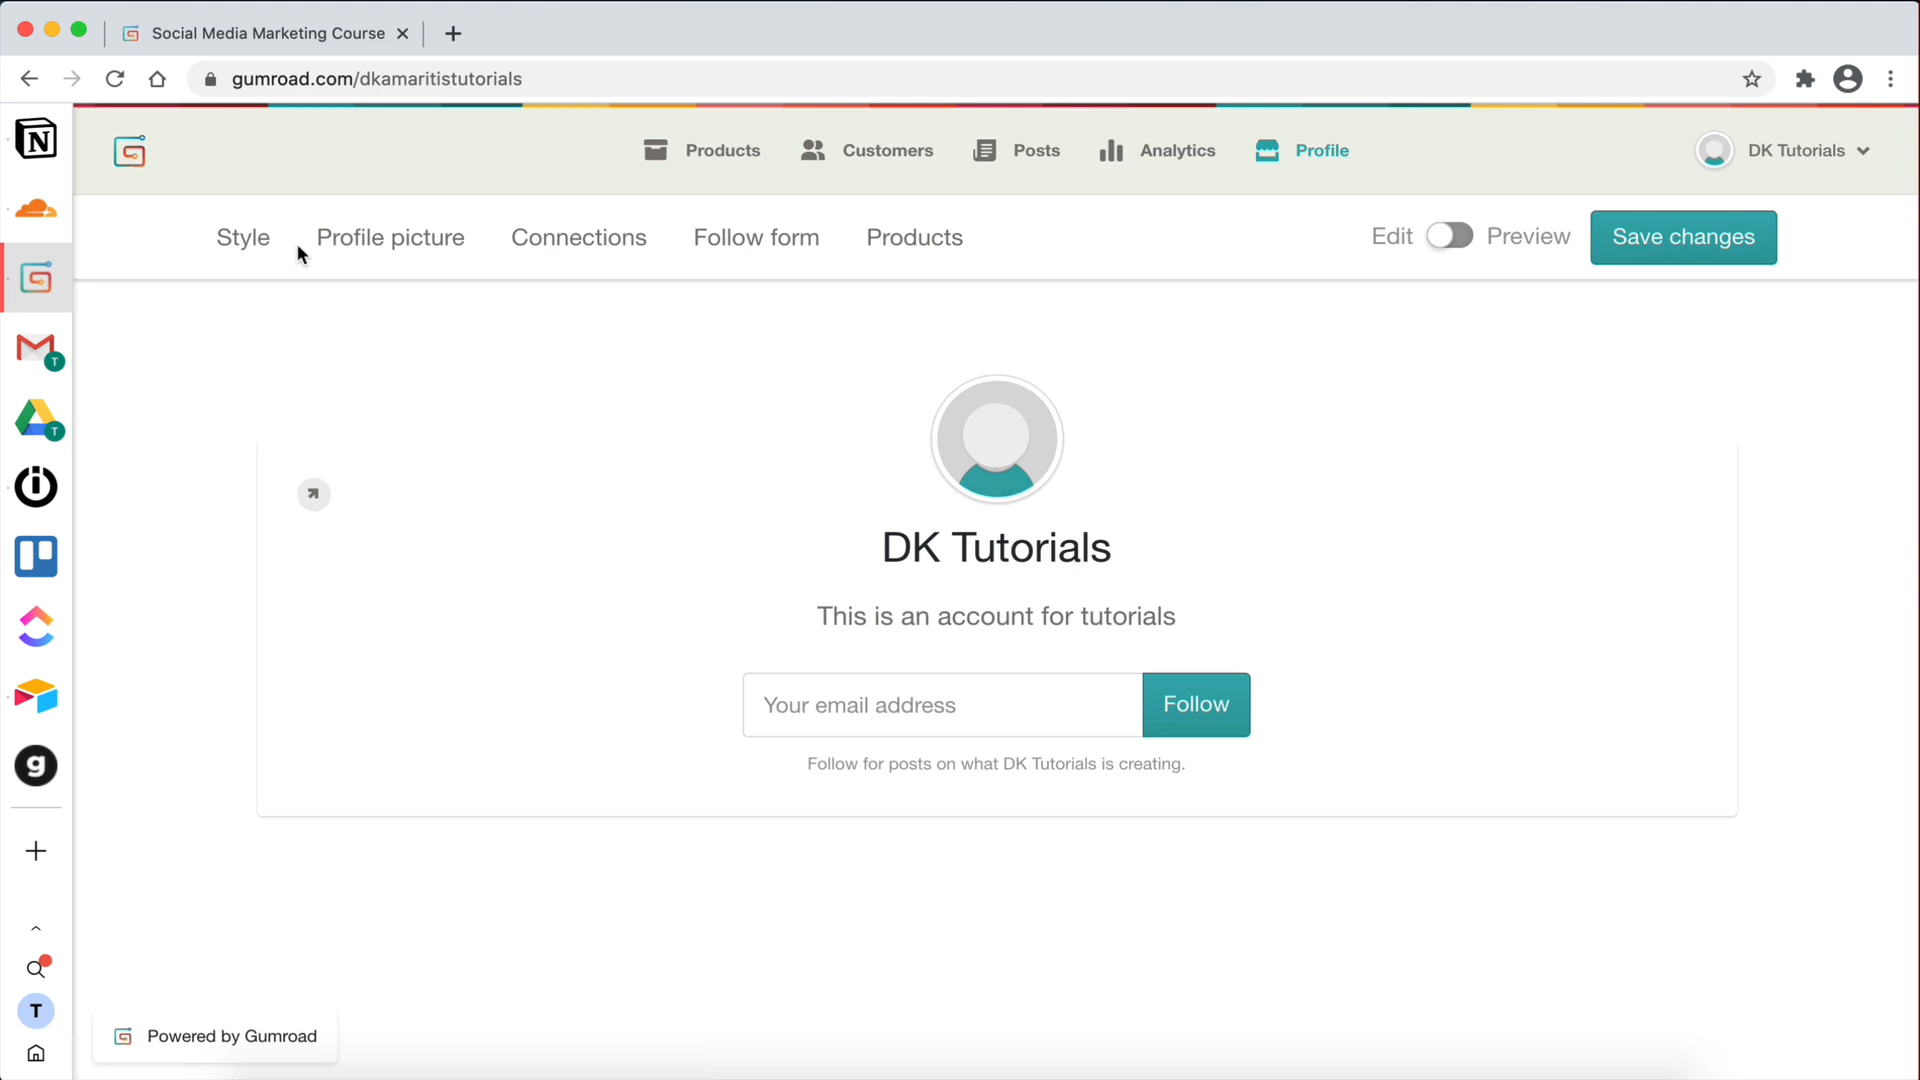 Social Media Marketing Course
gumroad.com/dkamaritistutorials
Products
Customers
Posts
Analytics
Profile
DK Tutorials
Style
Profile picture
Connections
Follow form
Products
Edit
Preview
Save changes
N
T
T
DK Tutorials
This is an account for tutorials
Your email address
Follow
Follow for posts on what DK Tutorials is creating.
g
T
Powered by Gumroad